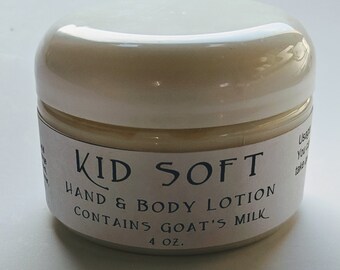 KID SOFT
HAND & BODY LOTION
CONTAINS GOAT'S MILK
4 OZ.